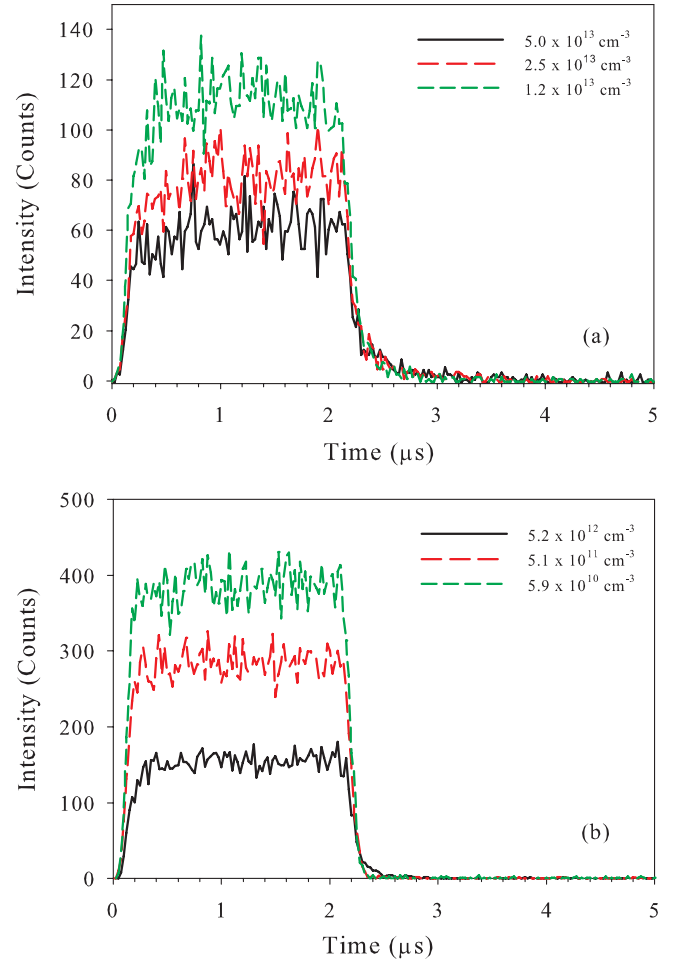 140
120
100
80
60
40
20
0
Intensity (Counts)
5.0 x 10¹³ cm⁻³
2.5 x 10¹³ cm⁻³
1.2 x 10¹³ cm⁻³
(a)
0 1 2 3 4 5
Time (μs)
500
400
300
200
100
0
Intensity (Counts)
5.2 x 10¹² cm⁻³
5.1 x 10¹¹ cm⁻³
5.9 x 10¹⁰ cm⁻³
(b)
0 1 2 3 4 5
Time (μs)